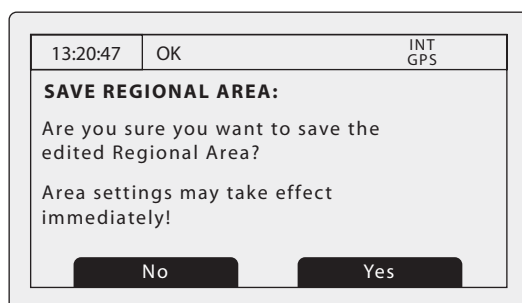 13:20:47 OK INT
GPS
SAVE REGIONAL AREA:
Are you sure you want to save the
edited Regional Area?
Area settings may take effect
immediately!
No Yes